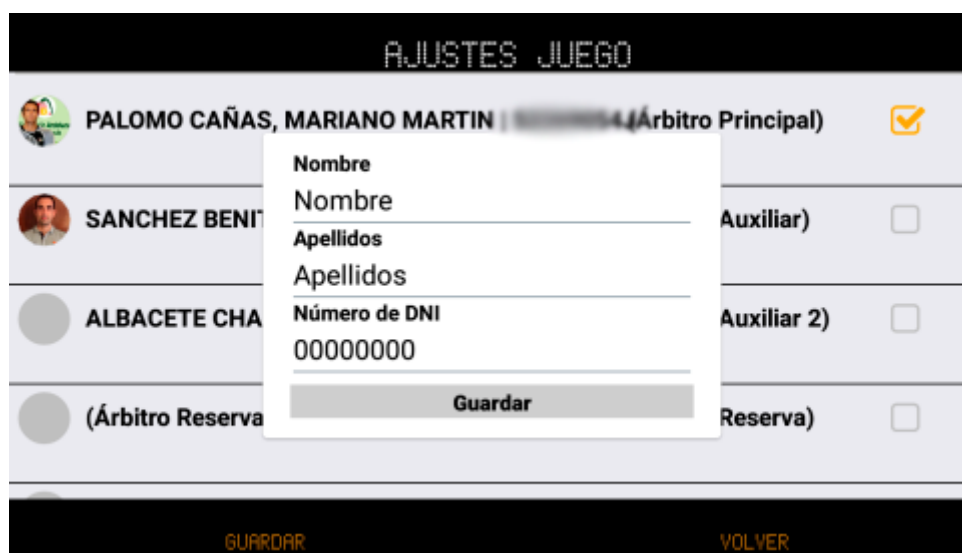 AJUSTES JUEGO
PALOMO CAÑAS, MARIANO MARTIN | (Árbitro Principal)
Nombre
Nombre
SANCHEZ BENIT Auxiliar)
Apellidos
Apellidos
ALBACETE CHA Auxiliar 2)
Número de DNI
00000000
Guardar
(Árbitro Reserva Reserva)
GUARDAR VOLVER